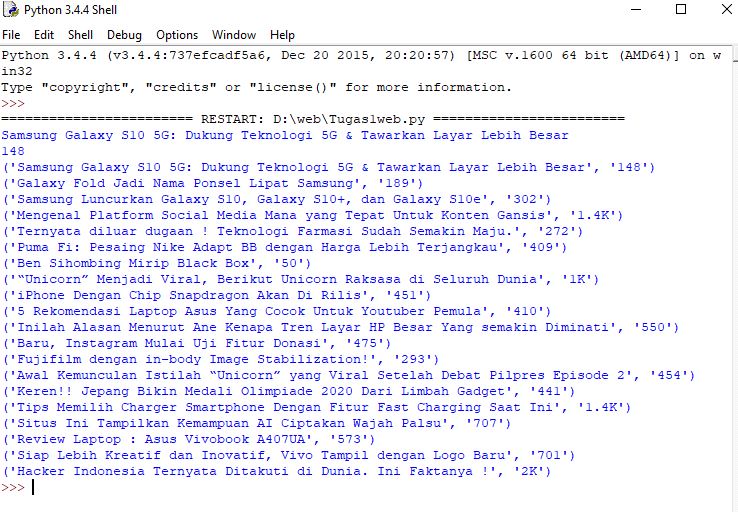 Python 3.4.4 Shell
File Edit Shell Debug Options Window Help
Python 3.4.4 (v3.4.4:737efcadf5a6, Dec 20 2015, 20:20:57) [MSC v.1600 64 bit (AMD64)] on w
in32
Type "copyright", "credits" or "license()" for more information.
>>>
======================== RESTART: D:\web\Tugas1web.py ========================
Samsung Galaxy S10 5G: Dukung Teknologi 5G & Tawarkan Layar Lebih Besar
148
('Samsung Galaxy S10 5G: Dukung Teknologi 5G & Tawarkan Layar Lebih Besar', '148')
('Galaxy Fold Jadi Nama Ponsel Lipat Samsung', '189')
('Samsung Luncurkan Galaxy S10, Galaxy S10+, dan Galaxy S10e', '302')
('Mengenal Platform Social Media Mana yang Tepat Untuk Konten Gansis', '1.4K')
('Ternyata diluar dugaan ! Teknologi Farmasi Sudah Semakin Maju.', '272')
('Puma Fi: Pesaing Nike Adapt BB dengan Harga Lebih Terjangkau', '409')
('Ben Sihombing Mirip Black Box', '50')
('“Unicorn” Menjadi Viral, Berikut Unicorn Raksasa di Seluruh Dunia', '1K')
('iPhone Dengan Chip Snapdragon Akan Di Rilis', '451')
('5 Rekomendasi Laptop Asus Yang Cocok Untuk Youtuber Pemula', '410')
('Inilah Alasan Menurut Ane Kenapa Tren Layar HP Besar Yang semakin Diminati', '550')
('Baru, Instagram Mulai Uji Fitur Donasi', '475')
('Fujifilm dengan in-body Image Stabilization!', '293')
('Awal Kemunculan Istilah “Unicorn” yang Viral Setelah Debat Pilpres Episode 2', '454')
('Keren!! Jepang Bikin Medali Olimpiade 2020 Dari Limbah Gadget', '441')
('Tips Memilih Charger Smartphone Dengan Fitur Fast Charging Saat Ini', '1.4K')
('Situs Ini Tampilkan Kemampuan AI Ciptakan Wajah Palsu', '707')
('Review Laptop : Asus Vivobook A407UA', '573')
('Siap Lebih Kreatif dan Inovatif, Vivo Tampil dengan Logo Baru', '701')
('Hacker Indonesia Ternyata Ditakuti di Dunia. Ini Faktanya !', '2K')
>>>